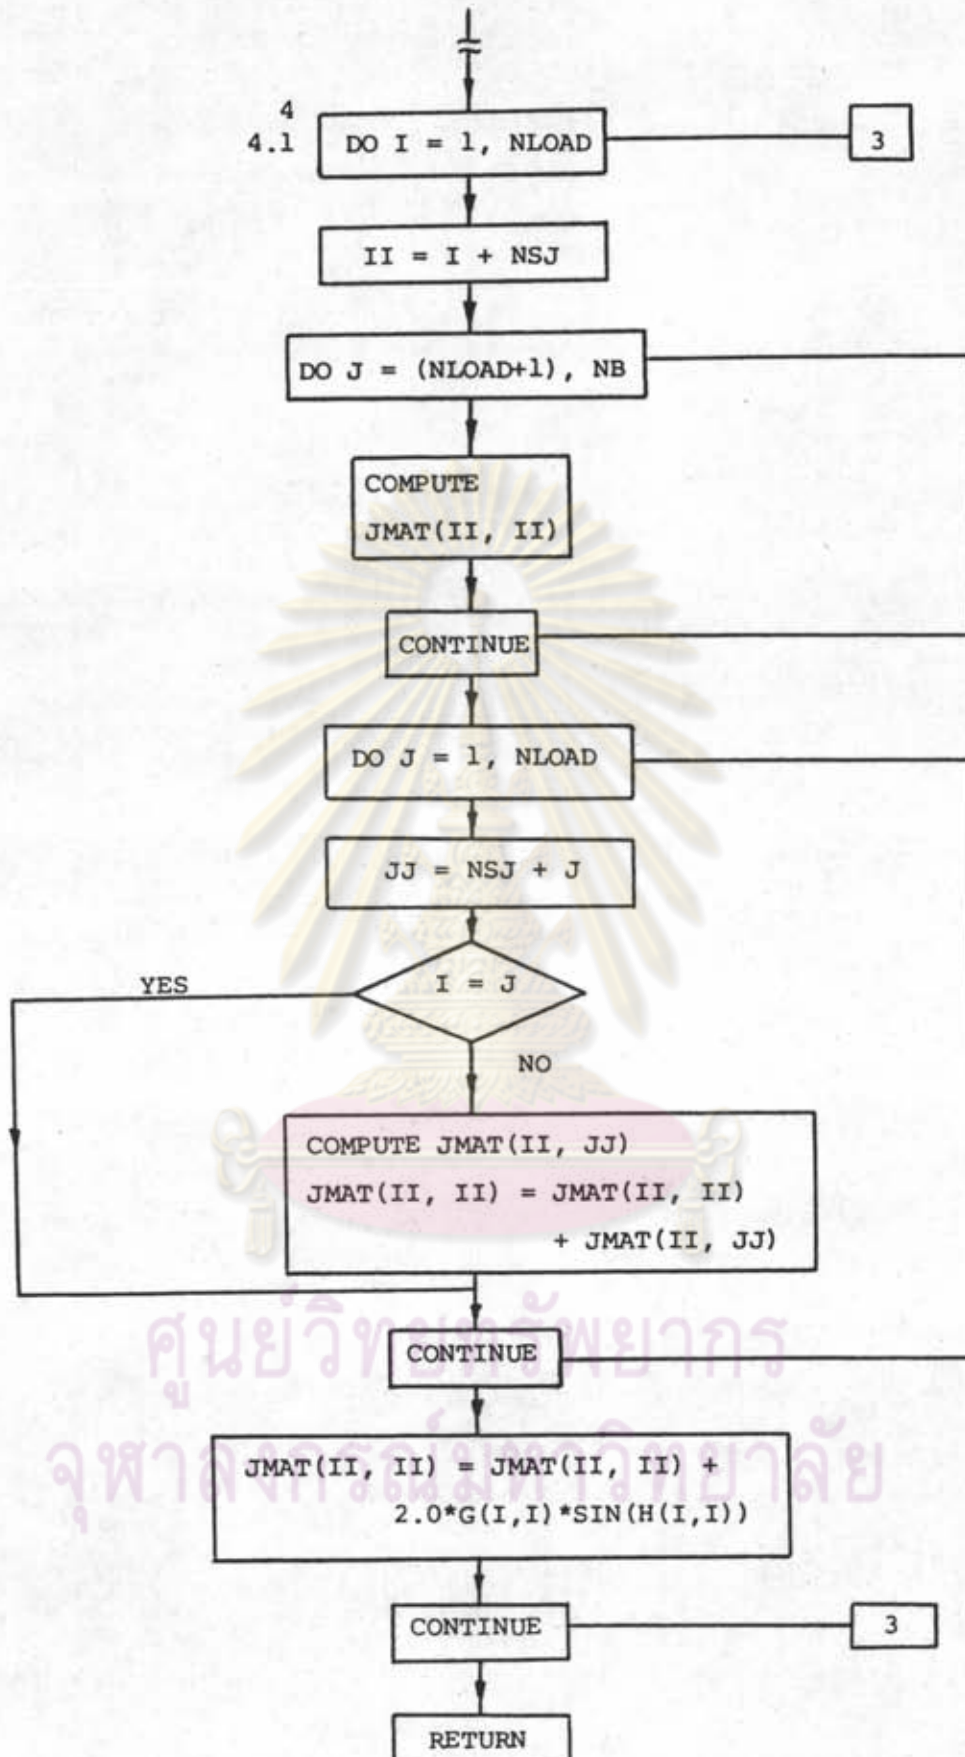 4
4.1
DO I = 1, NLOAD
3
II = I + NSJ
DO J = (NLOAD+1), NB
COMPUTE
JMAT(II, II)
CONTINUE
DO J = 1, NLOAD
JJ = NSJ + J
I = J
YES
NO
COMPUTE JMAT(II, JJ)
JMAT(II, II) = JMAT(II, II)
+ JMAT(II, JJ)
ศูนย์วิทยทรัพยากร
CONTINUE
จุฬาลงกรณ์มหาวิทยาลัย
JMAT(II, II) = JMAT(II, II) +
2.0*G(I,I)*SIN(H(I,I))
CONTINUE
3
RETURN